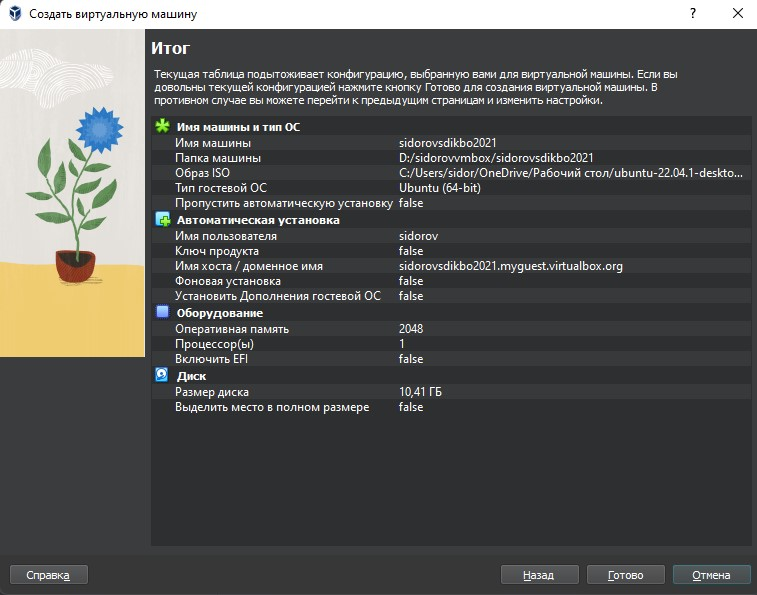 Создать виртуальную машину
?
Итог
Текущая таблица подытоживает конфигурацию, выбранную вами для виртуальной машины. Если вы
довольны текущей конфигурацией нажмите кнопку Готово для создания виртуальной машины. В
противном случае вы можете перейти к предыдущим страницам и изменить настройки.
Имя машины и тип ОС
Имя машины sidorovsdikbo2021
Папка машины D:/sidorovvmbox/sidorovsdikbo2021
Образ ISO C:/Users/sidor/OneDrive/Рабочий стол/ubuntu-22.04.1-deskto...
Тип гостевой ОС Ubuntu (64-bit)
Пропустить автоматическую установку false
Автоматическая установка
Имя пользователя sidorov
Ключ продукта false
Имя хоста / доменное имя sidorovsdikbo2021.myguest.virtualbox.org
Фоновая установка false
Установить Дополнения гостевой ОС false
Оборудование
Оперативная память 2048
Процессор(ы) 1
Включить EFI false
Диск
Размер диска 10,41 ГБ
Выделить место в полном размере false
Справка Назад Готово Отмена